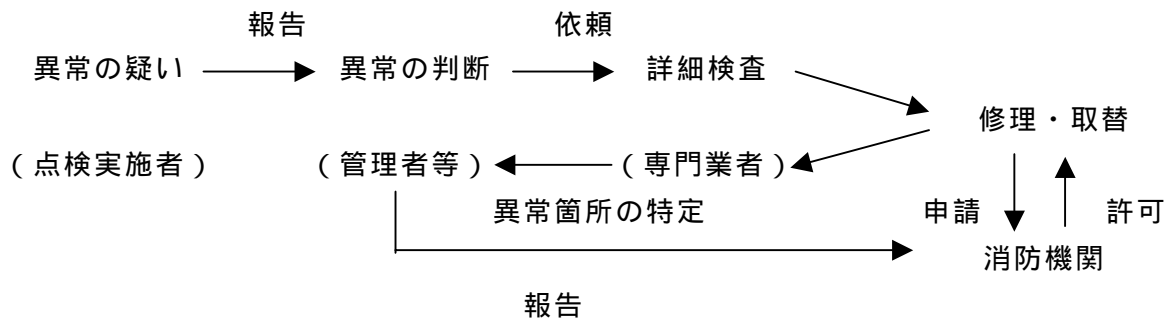 報告 依頼
異常の疑い 異常の判断 詳細検査
修理・取替
（点検実施者） （管理者等） （専門業者）
異常箇所の特定 申請 許可
消防機関
報告